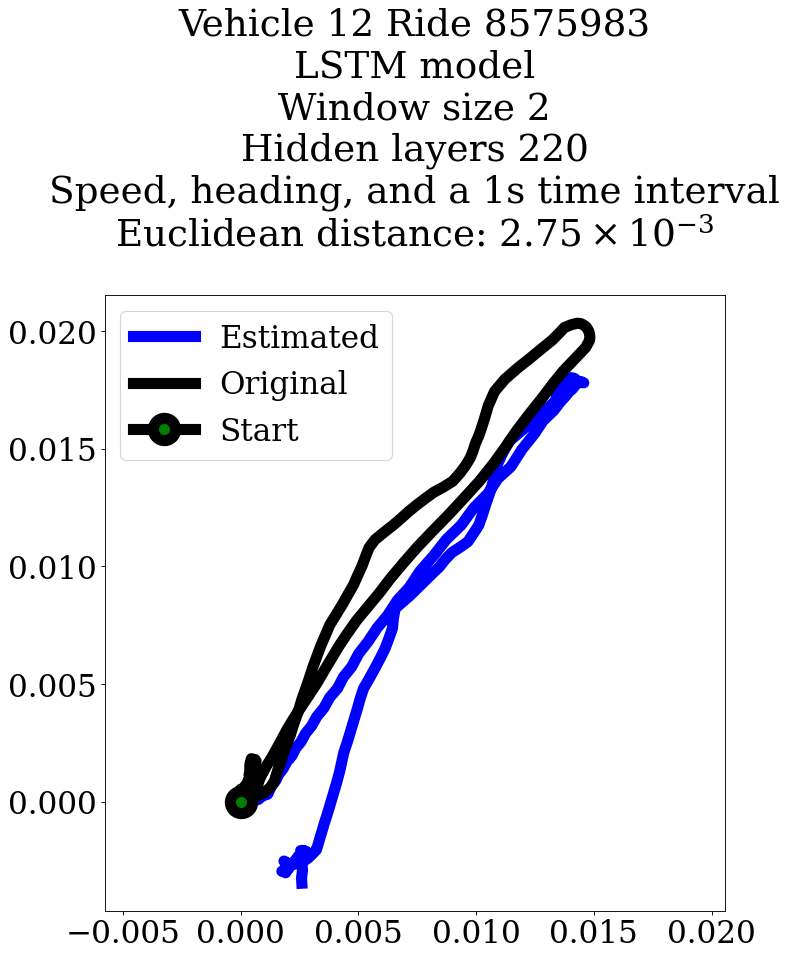 Vehicle 12 Ride 8575983
LSTM model
Window size 2
Hidden layers 220
Speed, heading, and a 1s time interval
Euclidean distance: 2.75 × 10⁻³
Estimated
Original
Start
0.020
0.015
0.010
0.005
0.000
−0.005 0.000 0.005 0.010 0.015 0.020